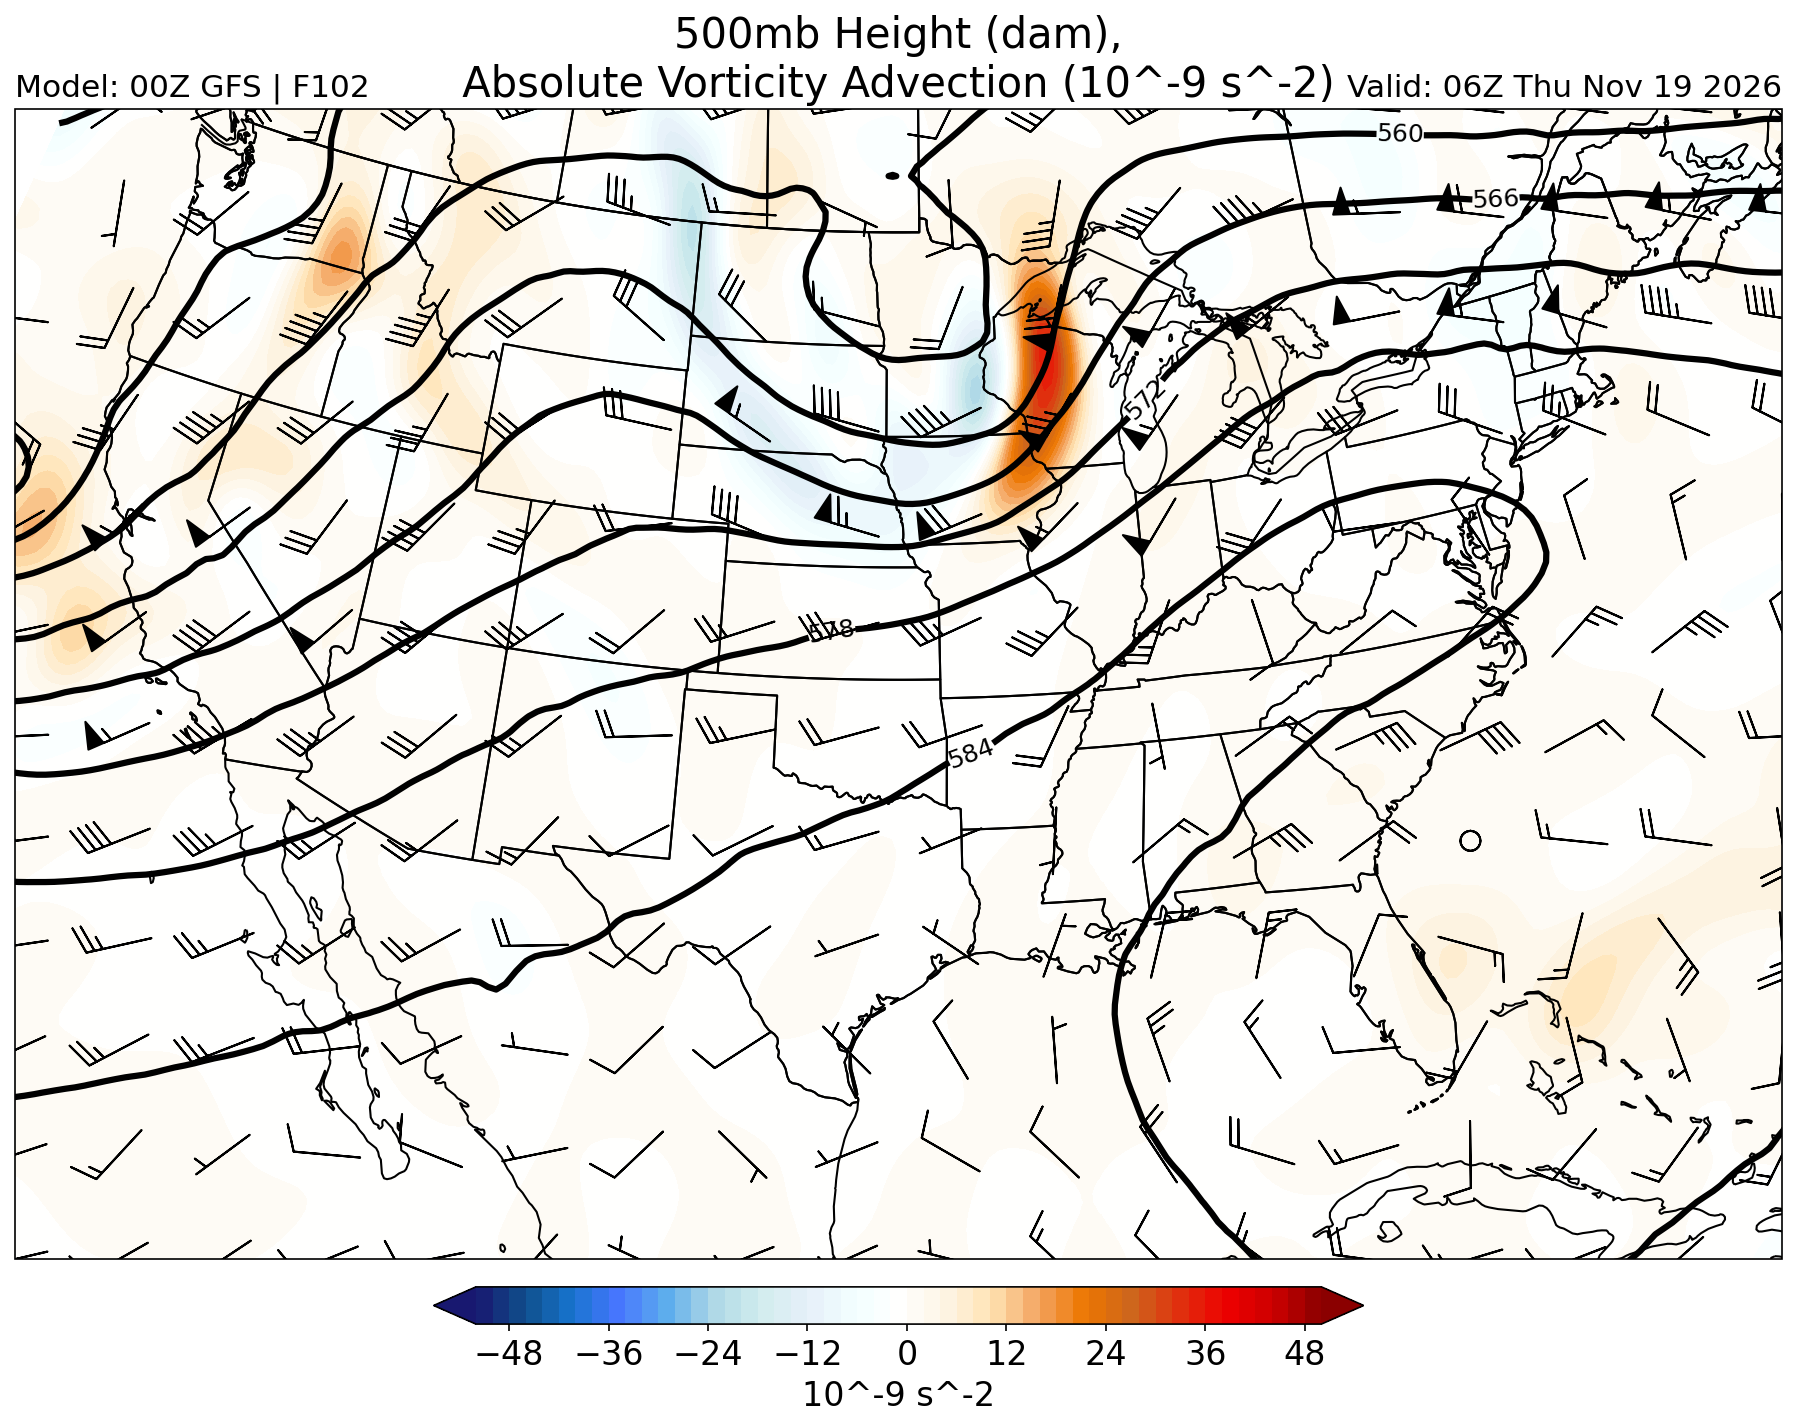 500mb Height (dam),
Model: 00Z GFS | F102
Absolute Vorticity Advection (10^-9 s^-2)
Valid: 06Z Thu Nov 19 2026
560
566
572
578
584
−48 −36 −24 −12 0 12 24 36 48
10^-9 s^-2